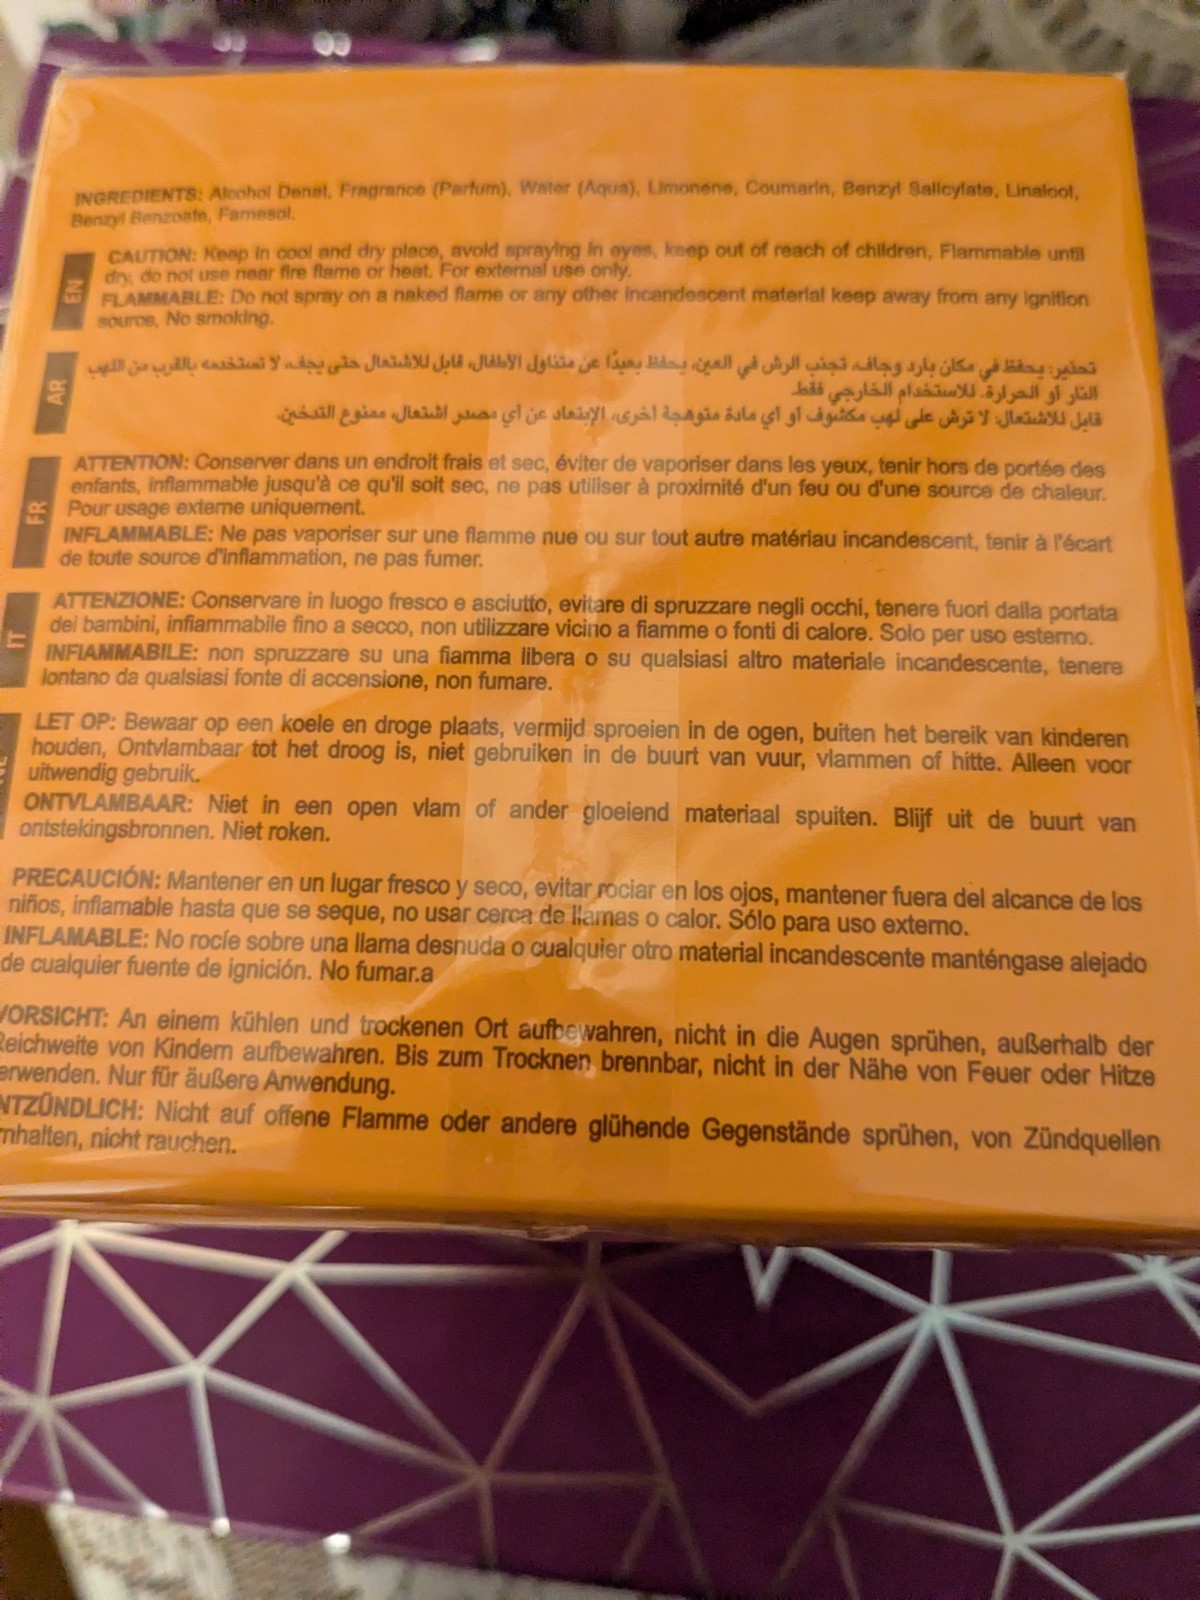 INGREDIENTS: Alcohol Denat, Fragrance (Parfum), Water (Aqua), Limonene, Coumarin, Benzyl Salicylate, Linalool,
Benzyl Benzoate, Farnesol.
EN
CAUTION: Keep in cool and dry place, avoid spraying in eyes, keep out of reach of children, Flammable until
dry, do not use near fire flame or heat. For external use only.
FLAMMABLE: Do not spray on a naked flame or any other incandescent material keep away from any ignition
source, No smoking.
AR
تحذير: يحفظ في مكان بارد وجاف، تجنب الرش في العين، يحفظ بعيدًا عن متناول الأطفال، قابل للاشتعال حتى يجف، لا تستخدمه بالقرب من اللهب
النار أو الحرارة. للاستخدام الخارجي فقط.
قابل للاشتعال: لا ترش على لهب مكشوف أو أي مادة متوهجة أخرى، الإبتعاد عن أي مصدر اشتعال، ممنوع التدخين.
FR
ATTENTION: Conserver dans un endroit frais et sec, éviter de vaporiser dans les yeux, tenir hors de portée des
enfants, inflammable jusqu'à ce qu'il soit sec, ne pas utiliser à proximité d'un feu ou d'une source de chaleur.
Pour usage externe uniquement.
INFLAMMABLE: Ne pas vaporiser sur une flamme nue ou sur tout autre matériau incandescent, tenir à l'écart
de toute source d'inflammation, ne pas fumer.
IT
ATTENZIONE: Conservare in luogo fresco e asciutto, evitare di spruzzare negli occhi, tenere fuori dalla portata
dei bambini, infiammabile fino a secco, non utilizzare vicino a fiamme o fonti di calore. Solo per uso esterno.
INFIAMMABILE: non spruzzare su una fiamma libera o su qualsiasi altro materiale incandescente, tenere
lontano da qualsiasi fonte di accensione, non fumare.
NL
LET OP: Bewaar op een koele en droge plaats, vermijd sproeien in de ogen, buiten het bereik van kinderen
houden, Ontvlambaar tot het droog is, niet gebruiken in de buurt van vuur, vlammen of hitte. Alleen voor
uitwendig gebruik.
ONTVLAMBAAR: Niet in een open vlam of ander gloeiend materiaal spuiten. Blijf uit de buurt van
ontstekingsbronnen. Niet roken.
PRECAUCIÓN: Mantener en un lugar fresco y seco, evitar rociar en los ojos, mantener fuera del alcance de los
niños, inflamable hasta que se seque, no usar cerca de llamas o calor. Sólo para uso externo.
INFLAMABLE: No rocíe sobre una llama desnuda o cualquier otro material incandescente manténgase alejado
de cualquier fuente de ignición. No fumar.a
VORSICHT: An einem kühlen und trockenen Ort aufbewahren, nicht in die Augen sprühen, außerhalb der
Reichweite von Kindern aufbewahren. Bis zum Trocknen brennbar, nicht in der Nähe von Feuer oder Hitze
erwenden. Nur für äußere Anwendung.
NTZÜNDLICH: Nicht auf offene Flamme oder andere glühende Gegenstände sprühen, von Zündquellen
rnhalten, nicht rauchen.